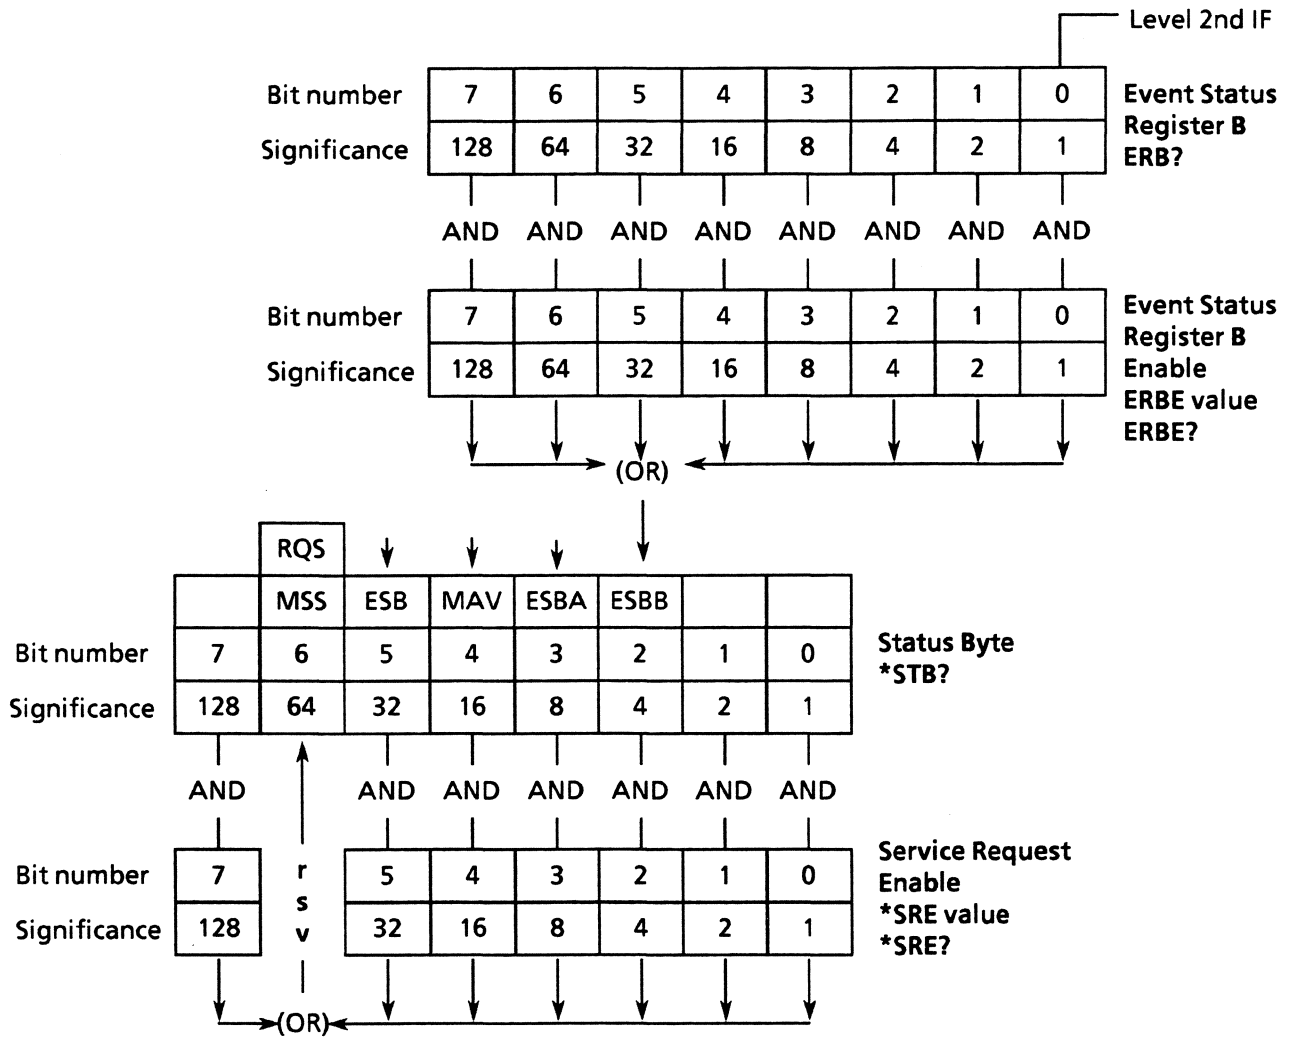 Level 2nd IF
Bit number 7 6 5 4 3 2 1 0
Significance 128 64 32 16 8 4 2 1
Event Status
Register B
ERB?
AND AND AND AND AND AND AND AND
Bit number 7 6 5 4 3 2 1 0
Significance 128 64 32 16 8 4 2 1
Event Status
Register B
Enable
ERBE value
ERBE?
(OR)
RQS
MSS ESB MAV ESBA ESBB
Bit number 7 6 5 4 3 2 1 0
Significance 128 64 32 16 8 4 2 1
Status Byte
*STB?
AND AND AND AND AND AND AND
Bit number 7 5 4 3 2 1 0
Significance 128 32 16 8 4 2 1
r
s
v
Service Request
Enable
*SRE value
*SRE?
(OR)